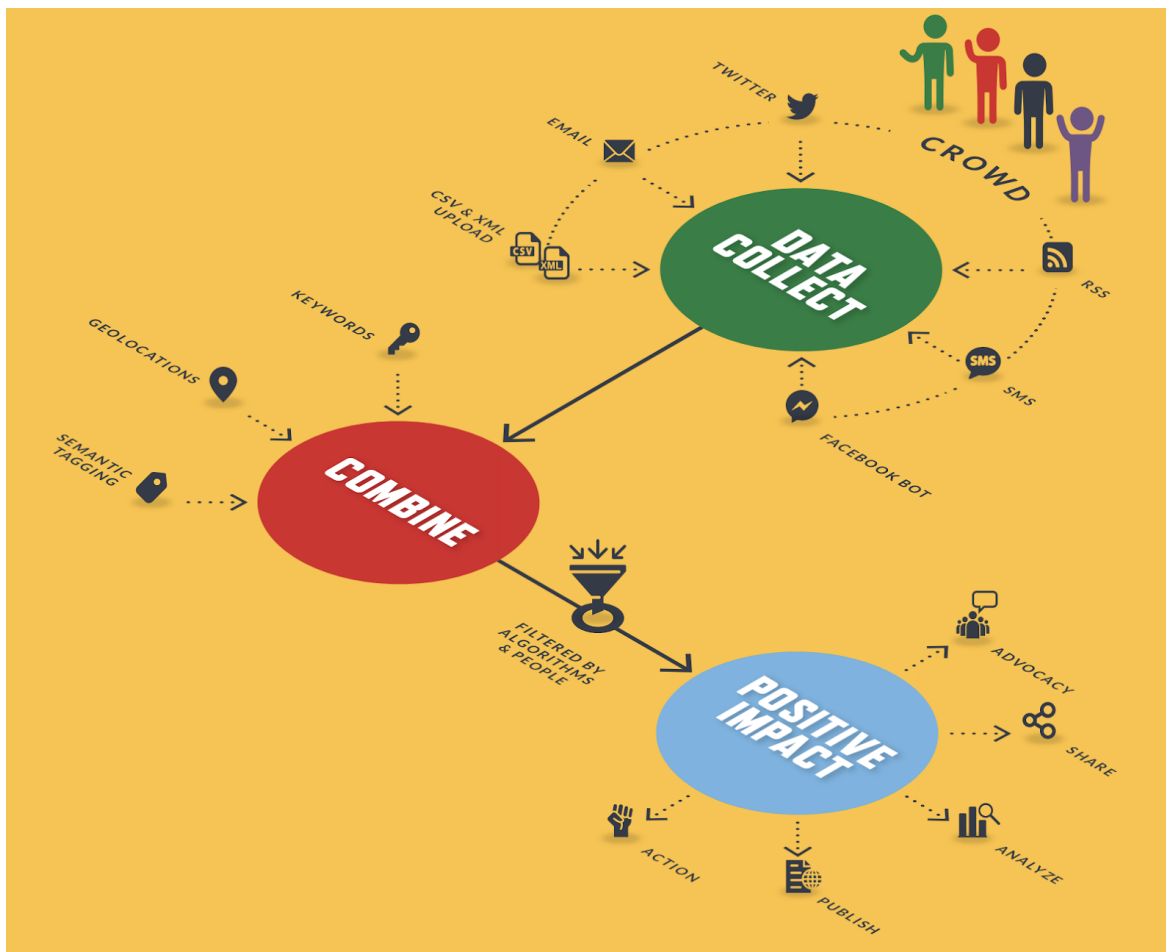 TWITTER
EMAIL
CROWD
CSV & XML
UPLOAD
CSV
XML
DATA
COLLECT
RSS
SMS
SMS
FACEBOOK BOT
KEYWORDS
GEOLOCATIONS
SEMANTIC
TAGGING
COMBINE
FILTERED BY
ALGORITHMS
& PEOPLE
POSITIVE
IMPACT
ADVOCACY
SHARE
ANALYZE
PUBLISH
ACTION